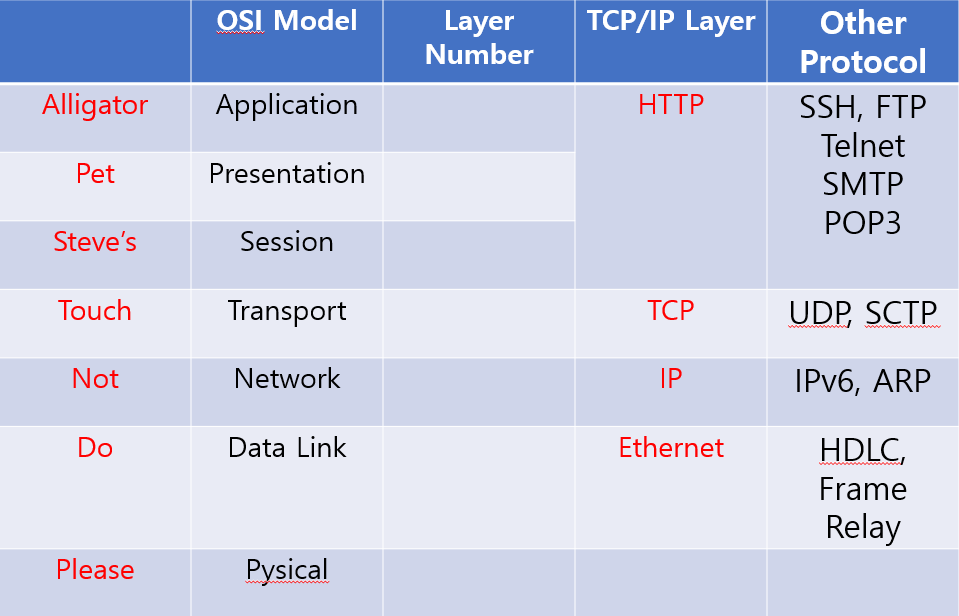 OSI Model
Layer
Number
TCP/IP Layer
Other
Protocol
Alligator
Application
HTTP
SSH, FTP
Telnet
SMTP
POP3
Pet
Presentation
Steve’s
Session
Touch
Transport
TCP
UDP, SCTP
Not
Network
IP
IPv6, ARP
Do
Data Link
Ethernet
HDLC,
Frame
Relay
Please
Pysical